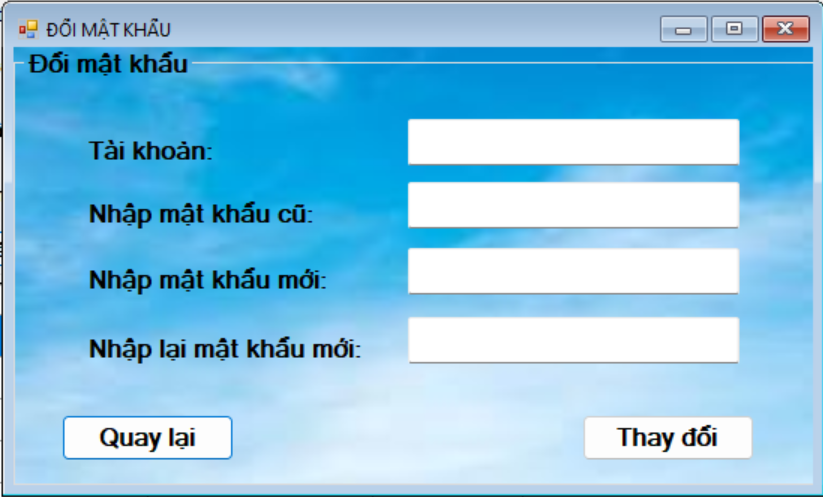 ĐỔI MẬT KHẨU
Đổi mật khẩu
Tài khoản:
Nhập mật khẩu cũ:
Nhập mật khẩu mới:
Nhập lại mật khẩu mới:
Quay lại
Thay đổi